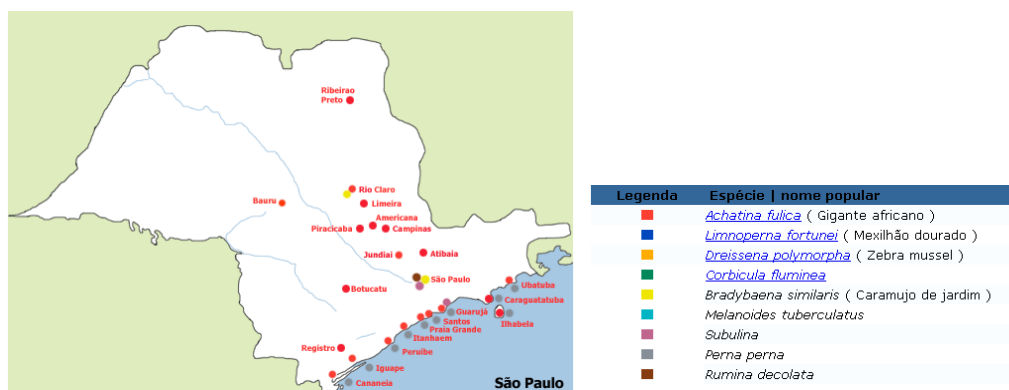 Ribeirao
Preto
Rio Claro
Bauru
Limeira
Americana
Piracicaba
Campinas
Jundiai
Atibaia
São Paulo
Botucatu
Ubatuba
Caraguatatuba
Guarujá
Ilhabela
Santos
Praia Grande
Itanhaem
Registro
Peruibe
Iguape
Cananeia
São Paulo
Legenda Espécie | nome popular
Achatina fulica ( Gigante africano )
Limnoperna fortunei ( Mexilhão dourado )
Dreissena polymorpha ( Zebra mussel )
Corbicula fluminea
Bradybaena similaris ( Caramujo de jardim )
Melanoides tuberculatus
Subulina
Perna perna
Rumina decolata